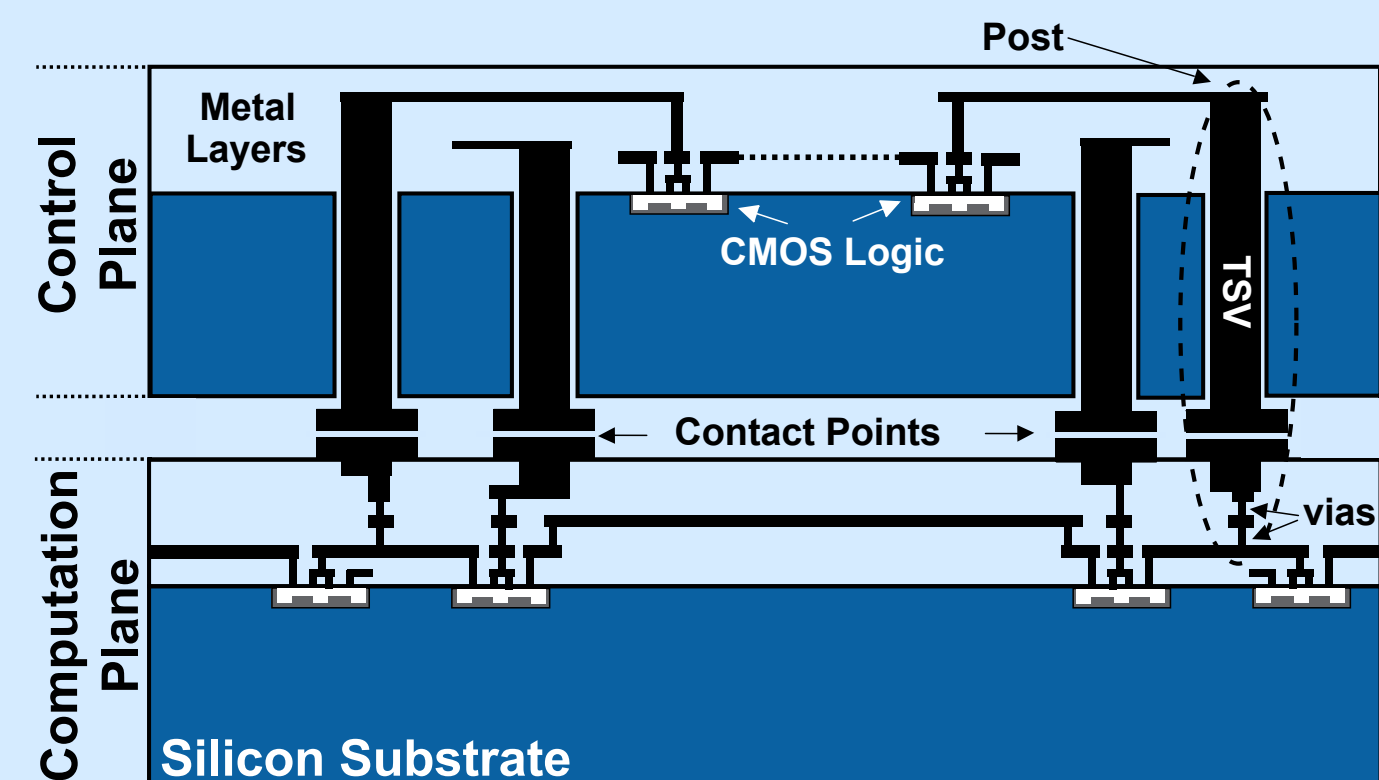 Post
Metal
Layers
Control
Plane
CMOS Logic
TSV
Contact Points
vias
Computation
Plane
Silicon Substrate